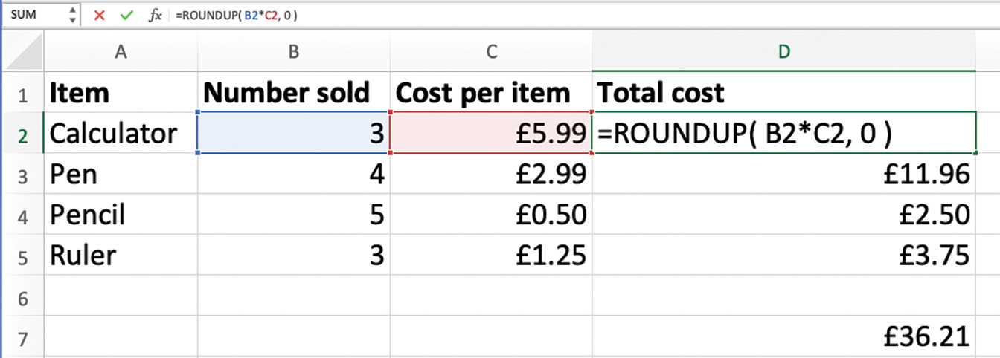 SUM fx =ROUNDUP( B2*C2, 0 )
A B C D
1 Item Number sold Cost per item Total cost
2 Calculator 3 £5.99 =ROUNDUP( B2*C2, 0 )
3 Pen 4 £2.99 £11.96
4 Pencil 5 £0.50 £2.50
5 Ruler 3 £1.25 £3.75
6
7 £36.21